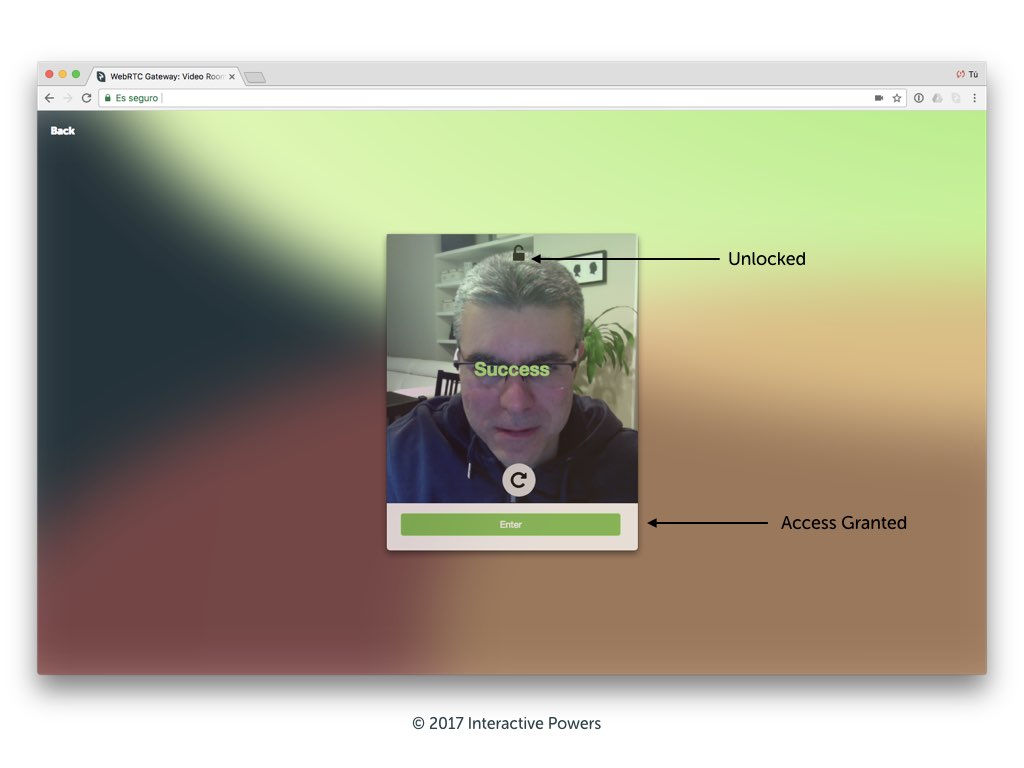 WebRTC Gateway: Video Room
Tú
Es seguro
Back
Unlocked
Success
Enter
Access Granted
© 2017 Interactive Powers